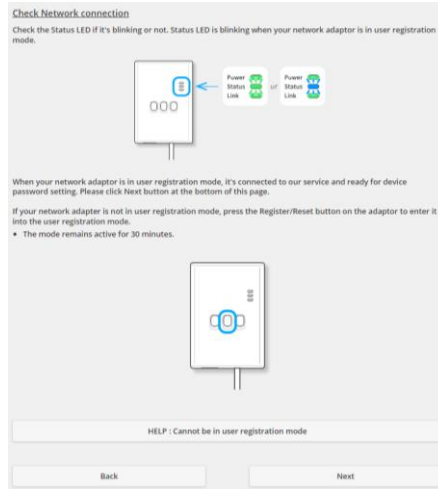 Check Network connection
Check the Status LED if it's blinking or not. Status LED is blinking when your network adaptor is in user registration
mode.
Power
Status
Link
or
Power
Status
Link
When your network adaptor is in user registration mode, it's connected to our service and ready for device
password setting. Please click Next button at the bottom of this page.
If your network adapter is not in user registration mode, press the Register/Reset button on the adaptor to enter it
into the user registration mode.
• The mode remains active for 30 minutes.
HELP : Cannot be in user registration mode
Back
Next